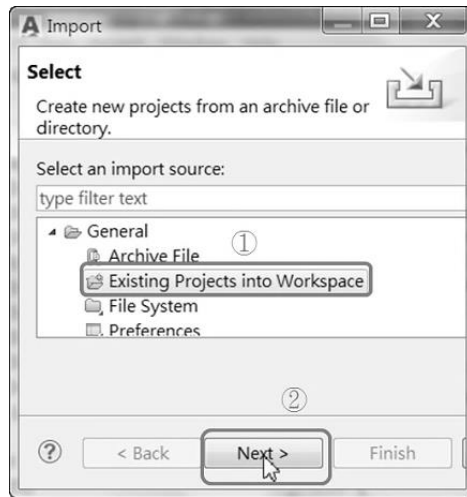 Import
Select
Create new projects from an archive file or
directory.
Select an import source:
type filter text
General
①
Archive File
Existing Projects into Workspace
File System
Preferences
②
< Back Next > Finish